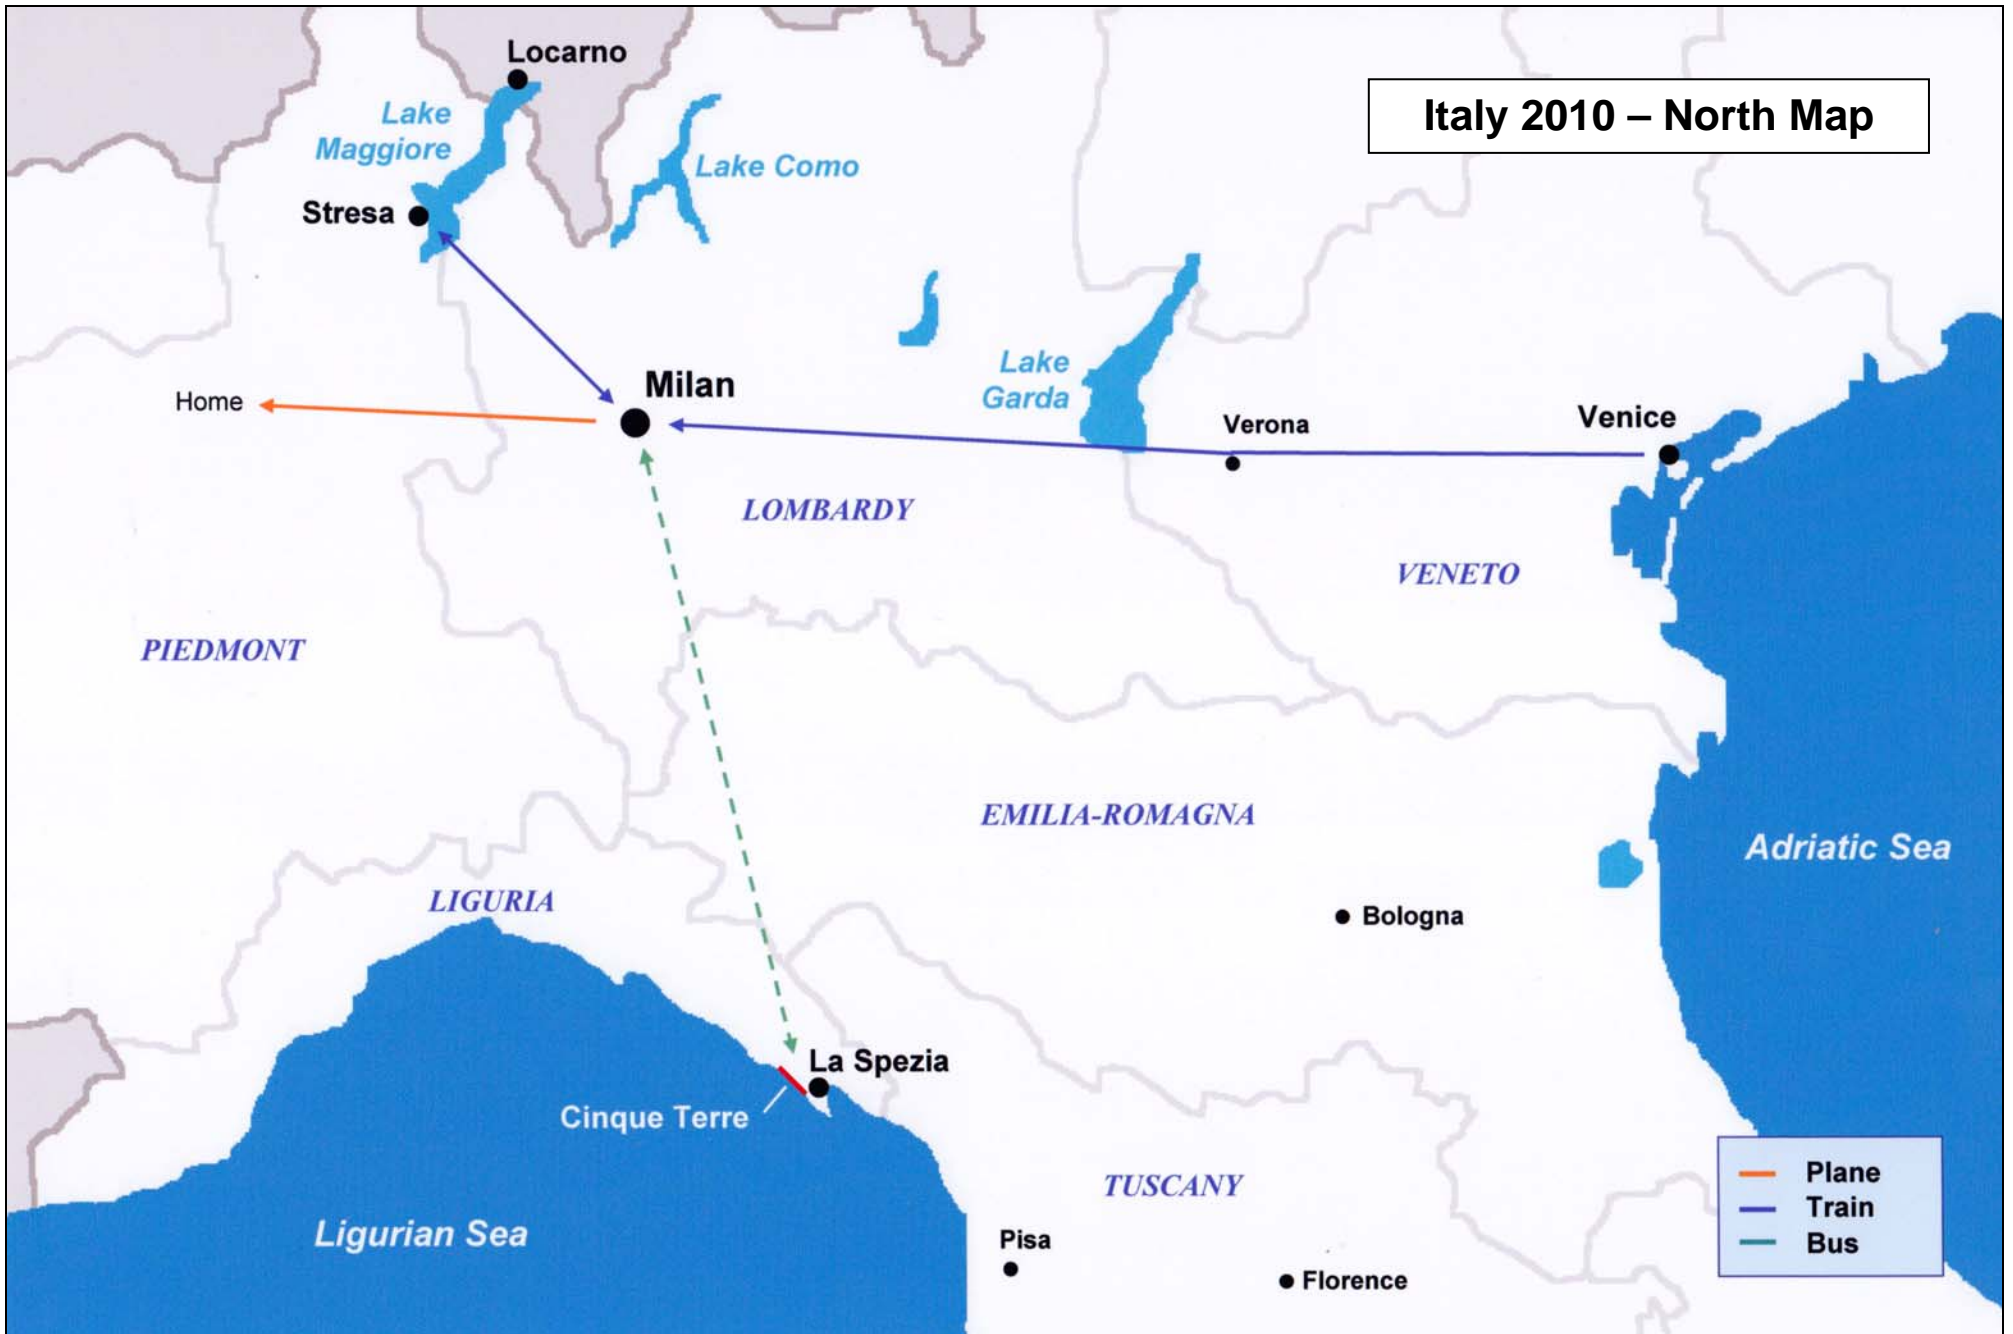 Locarno
Italy 2010 – North Map
Lake
Maggiore
Lake Como
Stresa
Lake
Garda
Milan
Home
Verona
Venice
LOMBARDY
VENETO
PIEDMONT
EMILIA-ROMAGNA
Adriatic Sea
LIGURIA
Bologna
La Spezia
Cinque Terre
TUSCANY
Plane
Train
Bus
Ligurian Sea
Pisa
Florence